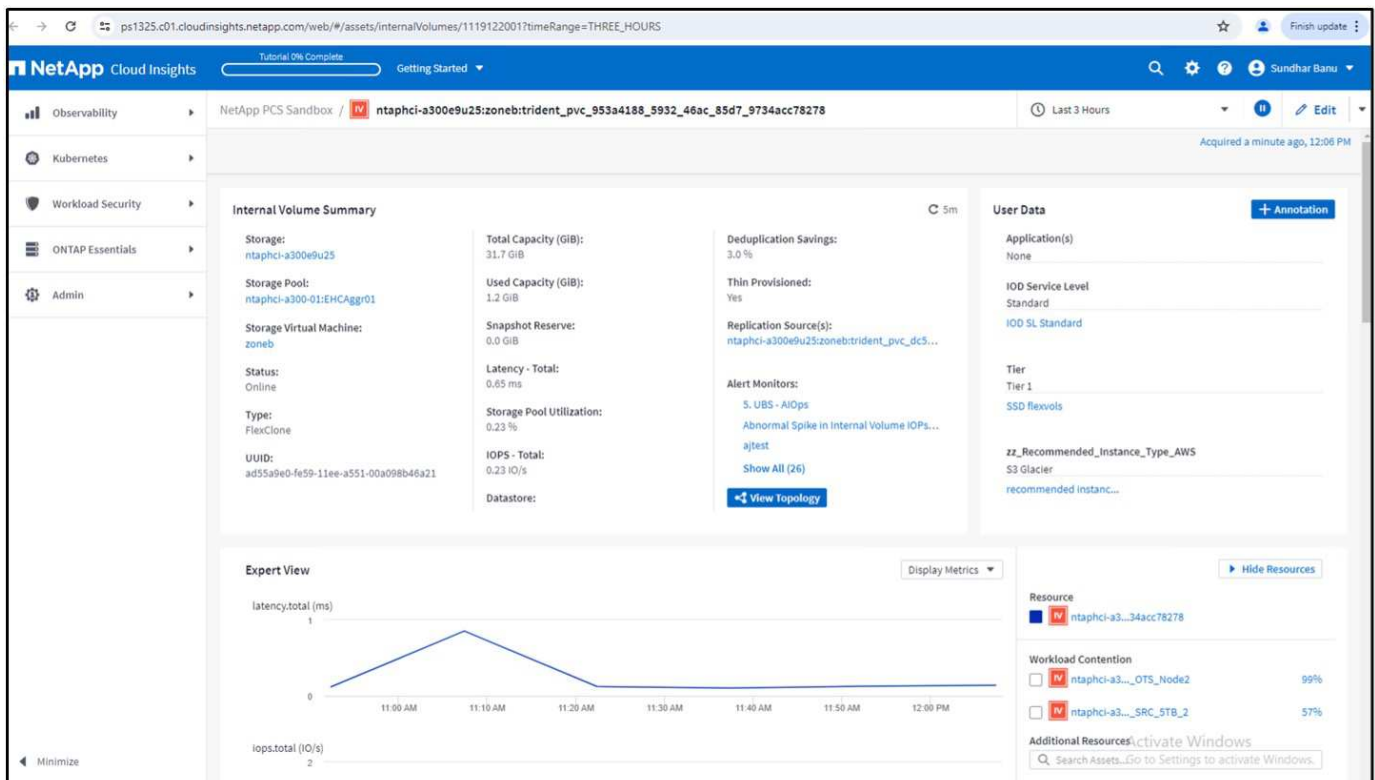 ps1325.c01.cloudinsights.netapp.com/web/#/assets/internalVolumes/1119122001?timeRange=THREE_HOURS
Finish update
NetApp Cloud Insights
Tutorial 0% Complete
Getting Started
Sundhar Banu
Observability
Kubernetes
Workload Security
ONTAP Essentials
Admin
Minimize
NetApp PCS Sandbox / IV ntaphci-a300e9u25:zoneb:trident_pvc_953a4188_5932_46ac_85d7_9734acc78278
Last 3 Hours
Edit
Acquired a minute ago, 12:06 PM
Internal Volume Summary
5m
Storage:
ntaphci-a300e9u25
Storage Pool:
ntaphci-a300-01:EHCAggr01
Storage Virtual Machine:
zoneb
Status:
Online
Type:
FlexClone
UUID:
ad55a9e0-fe59-11ee-a551-00a098b46a21
Total Capacity (GiB):
31.7 GiB
Used Capacity (GiB):
1.2 GiB
Snapshot Reserve:
0.0 GiB
Latency - Total:
0.65 ms
Storage Pool Utilization:
0.23 %
IOPS - Total:
0.23 IO/s
Datastore:
Deduplication Savings:
3.0 %
Thin Provisioned:
Yes
Replication Source(s):
ntaphci-a300e9u25:zoneb:trident_pvc_dc5...
Alert Monitors:
5. UBS - AIOps
Abnormal Spike in Internal Volume IOPs...
ajtest
Show All (26)
View Topology
User Data
+ Annotation
Application(s)
None
IOD Service Level
Standard
IOD SL Standard
Tier
Tier 1
SSD flexvols
zz_Recommended_Instance_Type_AWS
S3 Glacier
recommended instanc...
Expert View
Display Metrics
latency.total (ms)
1
0
11:00 AM 11:10 AM 11:20 AM 11:30 AM 11:40 AM 11:50 AM 12:00 PM
iops.total (IO/s)
2
Hide Resources
Resource
IV ntaphci-a3...34acc78278
Workload Contention
IV ntaphci-a3..._OTS_Node2 99%
IV ntaphci-a3..._SRC_5TB_2 57%
Additional Resources
Search Assets...
Activate Windows
Go to Settings to activate Windows.